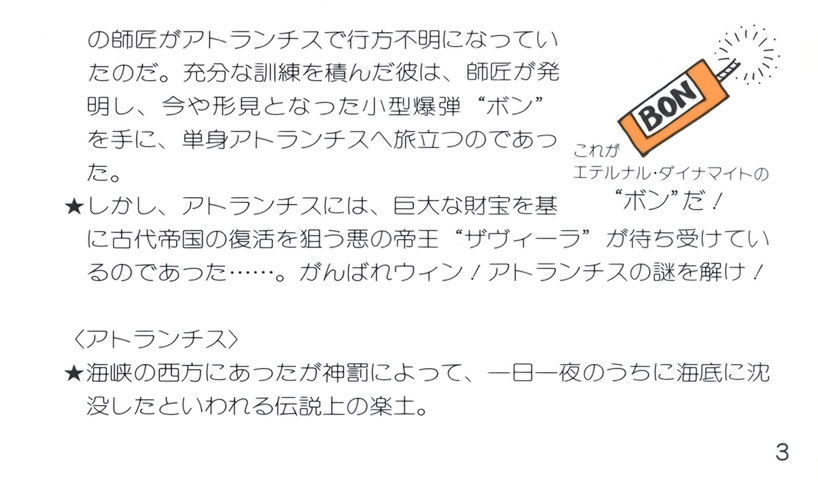 の師匠がアトランチスで行方不明になってい
たのだ。充分な訓練を積んだ彼は、師匠が発
明し、今や形見となった小型爆弾“ボン”
を手に、単身アトランチスへ旅立つのであっ
た。
BON
これが
エテルナル・ダイナマイトの
“ボン”だ！
★しかし、アトランチスには、巨大な財宝を基
に古代帝国の復活を狙う悪の帝王“ザヴィーラ”が待ち受けてい
るのであった……。がんばれウィン！アトランチスの謎を解け！
〈アトランチス〉
★海峡の西方にあったが神罰によって、一日一夜のうちに海底に沈
没したといわれる伝説上の楽土。
3